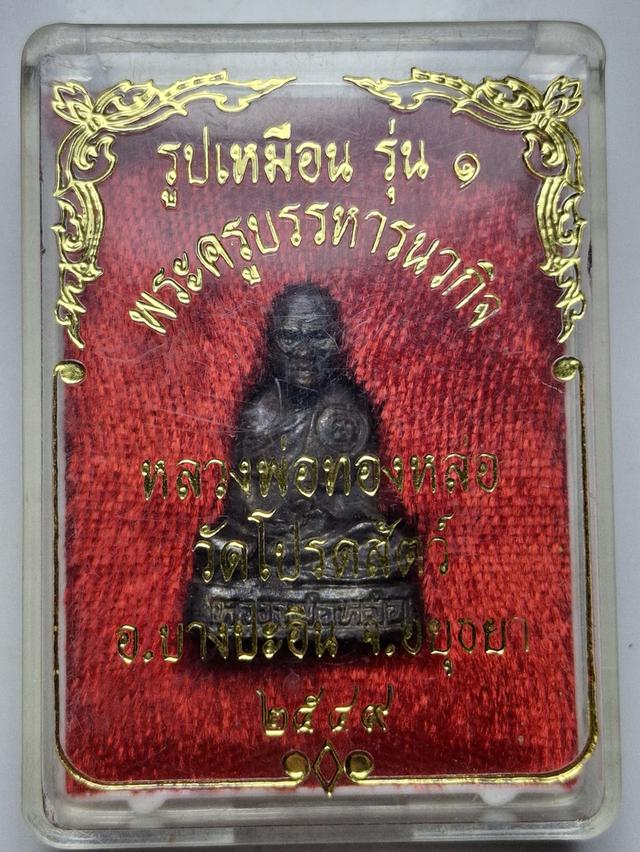 รูปเหมือน รุ่น ๑
พระครูบรรหารนวกิจ
หลวงพ่อทองหล่อ
วัดโปรดสัตว์
อ.บางปะอิน จ.อยุธยา
๒๕๔๙